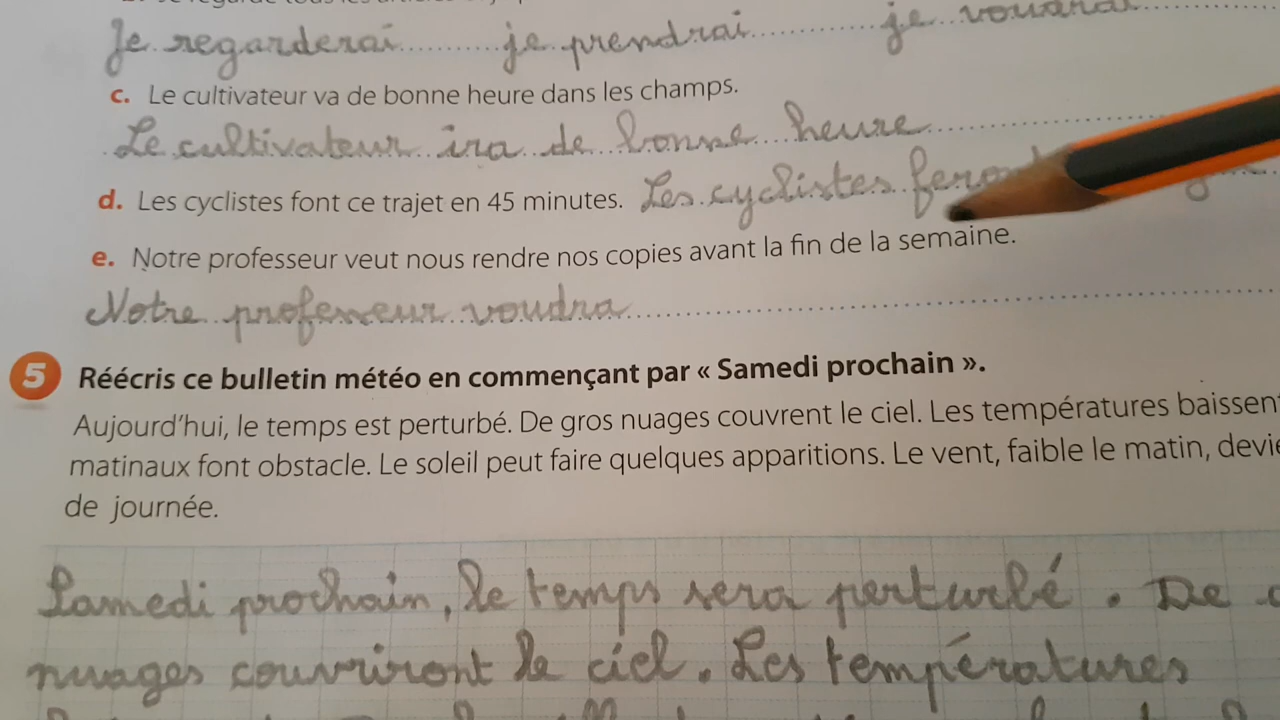 Je regarderai je prendrai je voudrai
c. Le cultivateur va de bonne heure dans les champs.
Le cultivateur ira de bonne heure
d. Les cyclistes font ce trajet en 45 minutes. Les cyclistes feront
e. Notre professeur veut nous rendre nos copies avant la fin de la semaine.
Notre professeur voudra
5 Réécris ce bulletin météo en commençant par « Samedi prochain ».
Aujourd'hui, le temps est perturbé. De gros nuages couvrent le ciel. Les températures baissent
matinaux font obstacle. Le soleil peut faire quelques apparitions. Le vent, faible le matin, devie
de journée.
Samedi prochain, le temps sera perturbé. De
nuages couvriront le ciel. Les températures